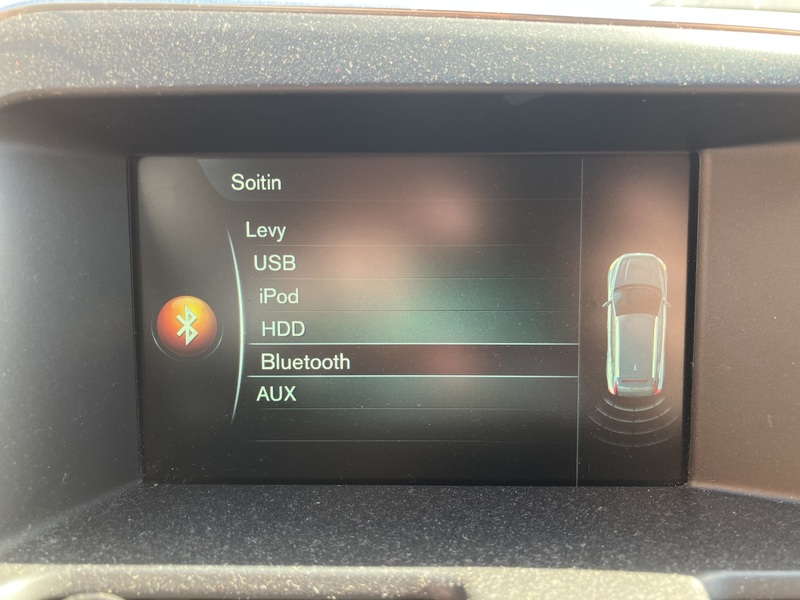 Soitin
Levy
USB
iPod
HDD
Bluetooth
AUX